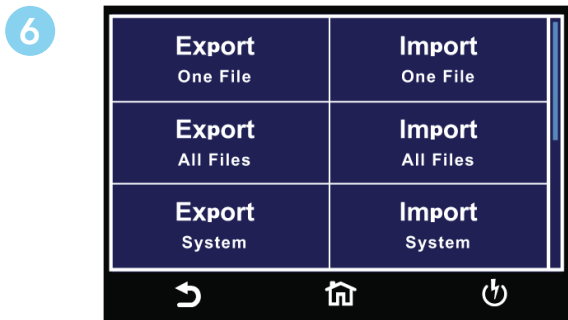 6
Export
One File
Import
One File
Export
All Files
Import
All Files
Export
System
Import
System